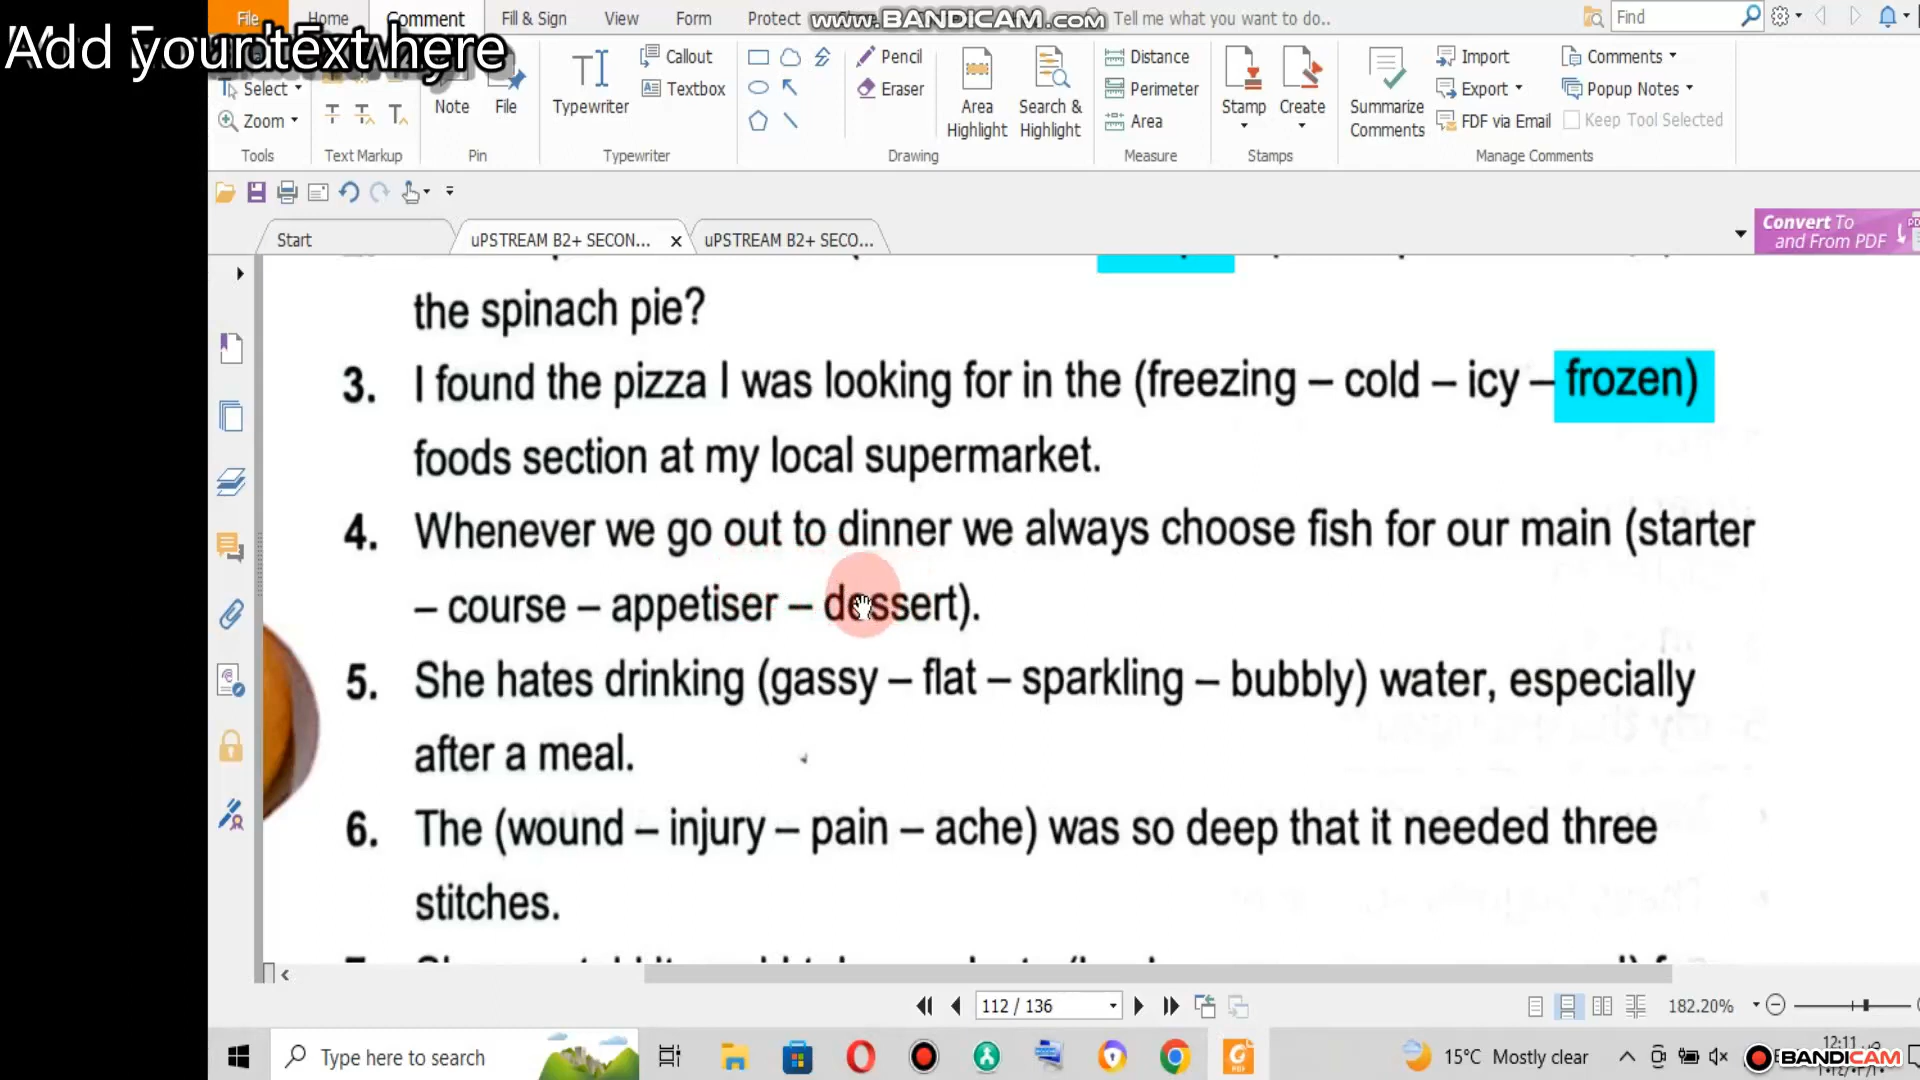 File Home Comment Fill & Sign View Form Protect www.BANDICAM.com Tell me what you want to do.. Find
Add your text here
Select Zoom Note File Typewriter Callout Textbox Pencil Eraser Area Highlight Search & Highlight Distance Perimeter Area Stamp Create Summarize Comments Import Export FDF via Email Comments Popup Notes Keep Tool Selected
Tools Text Markup Pin Typewriter Drawing Measure Stamps Manage Comments
Start uPSTREAM B2+ SECON... uPSTREAM B2+ SECO... Convert To and From PDF
the spinach pie?
3. I found the pizza I was looking for in the (freezing – cold – icy – frozen)
foods section at my local supermarket.
4. Whenever we go out to dinner we always choose fish for our main (starter
– course – appetiser – dessert).
5. She hates drinking (gassy – flat – sparkling – bubbly) water, especially
after a meal.
6. The (wound – injury – pain – ache) was so deep that it needed three
stitches.
112 / 136 182.20%
Type here to search 15°C Mostly clear 12:11 BANDICAM